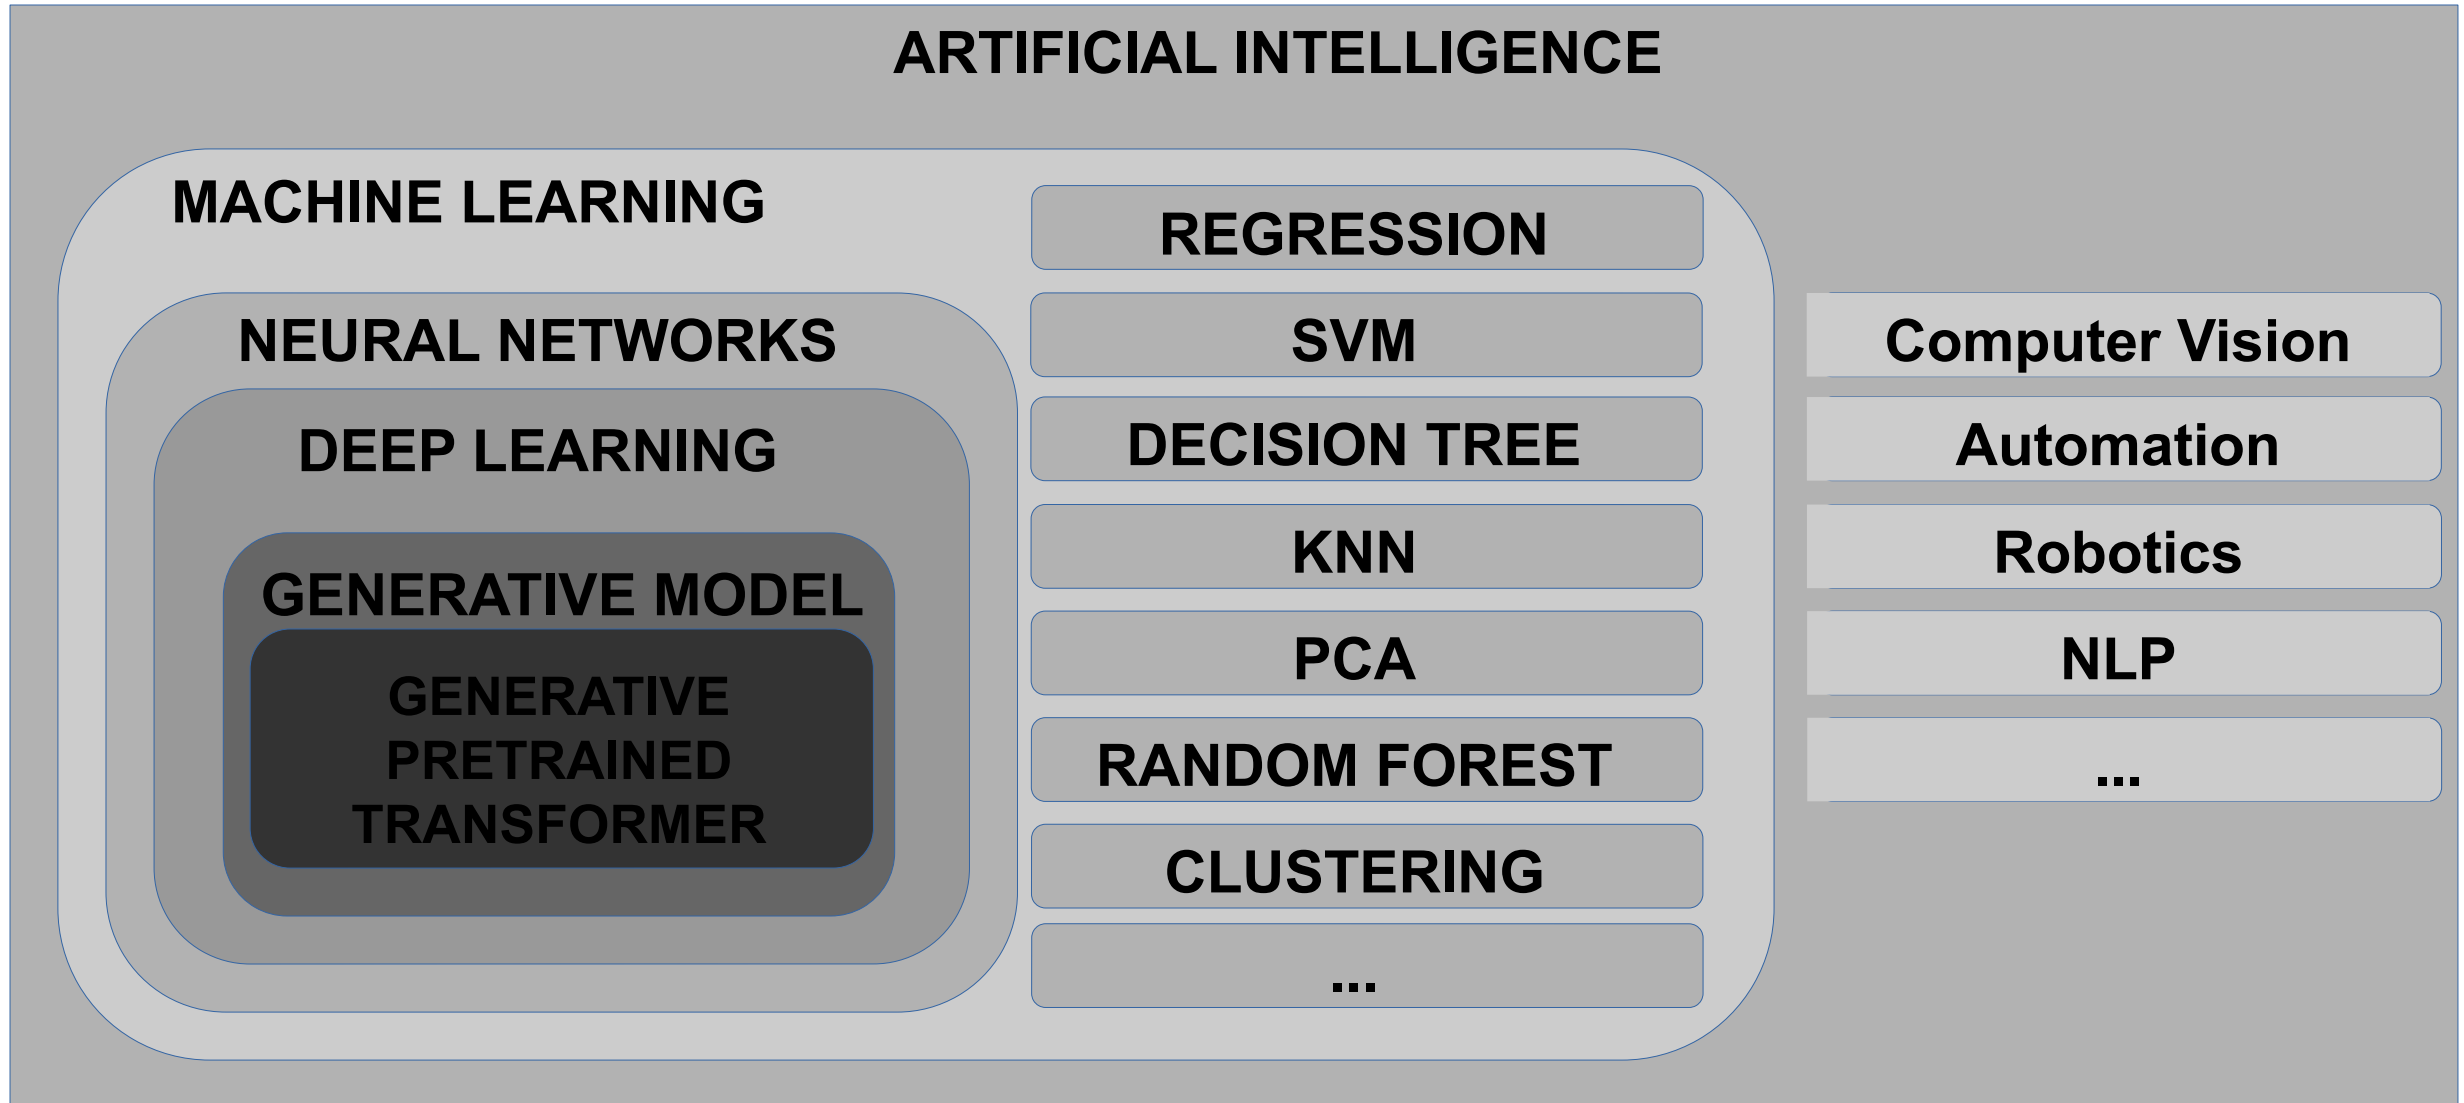 ARTIFICIAL INTELLIGENCE
MACHINE LEARNING
NEURAL NETWORKS
DEEP LEARNING
GENERATIVE MODEL
GENERATIVE
PRETRAINED
TRANSFORMER
REGRESSION
SVM
DECISION TREE
KNN
PCA
RANDOM FOREST
CLUSTERING
...
Computer Vision
Automation
Robotics
NLP
...